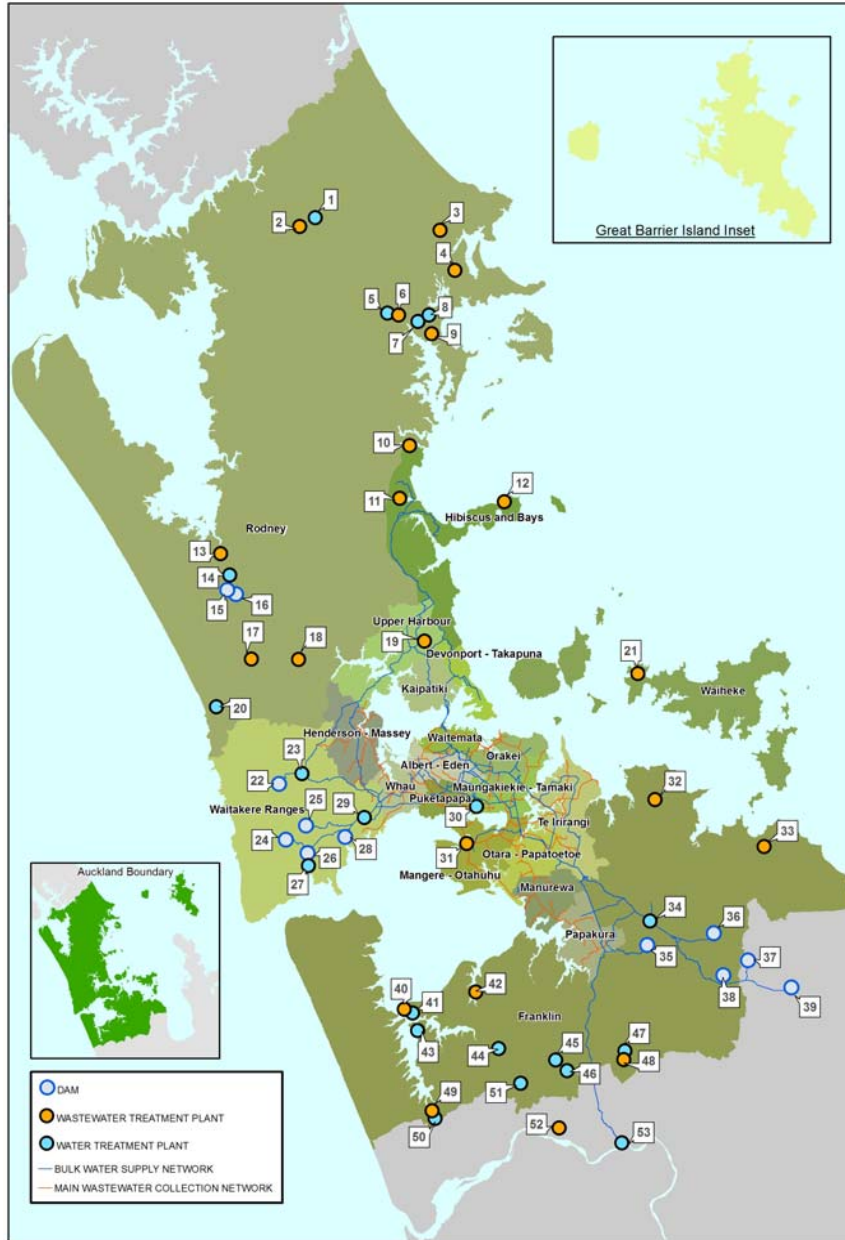 Great Barrier Island Inset
1
2
3
4
5
6
8
7
9
10
11
12
Hibiscus and Bays
Rodney
13
14
15
16
Upper Harbour
17
18
19
Devonport - Takapuna
21
Kaipatiki
Waiheke
20
Henderson - Massey
Waitemata
Orakei
23
Albert - Eden
22
Whau
Maungakiekie - Tamaki
32
Puketapapa
25
29
Waitakere Ranges
30
Te Irirangi
24
28
33
31
Otara - Papatoetoe
26
27
Mangere - Otahuhu
Auckland Boundary
Manurewa
34
36
Papakura
35
37
38
39
42
40
41
Franklin
43
44
45
47
46
48
51
49
50
52
53
DAM
WASTEWATER TREATMENT PLANT
WATER TREATMENT PLANT
BULK WATER SUPPLY NETWORK
MAIN WASTEWATER COLLECTION NETWORK